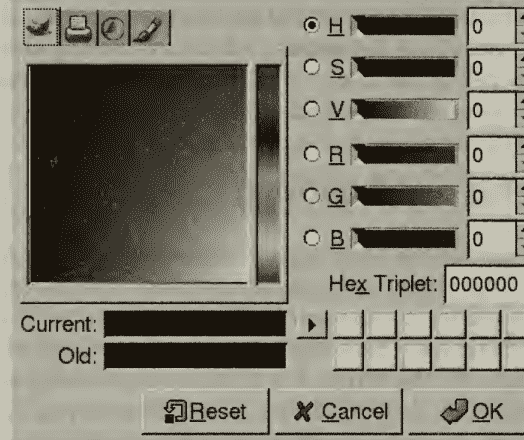 H 0
S 0
V 0
R 0
G 0
B 0
Hex Triplet: 000000
Current:
Old:
Reset Cancel OK